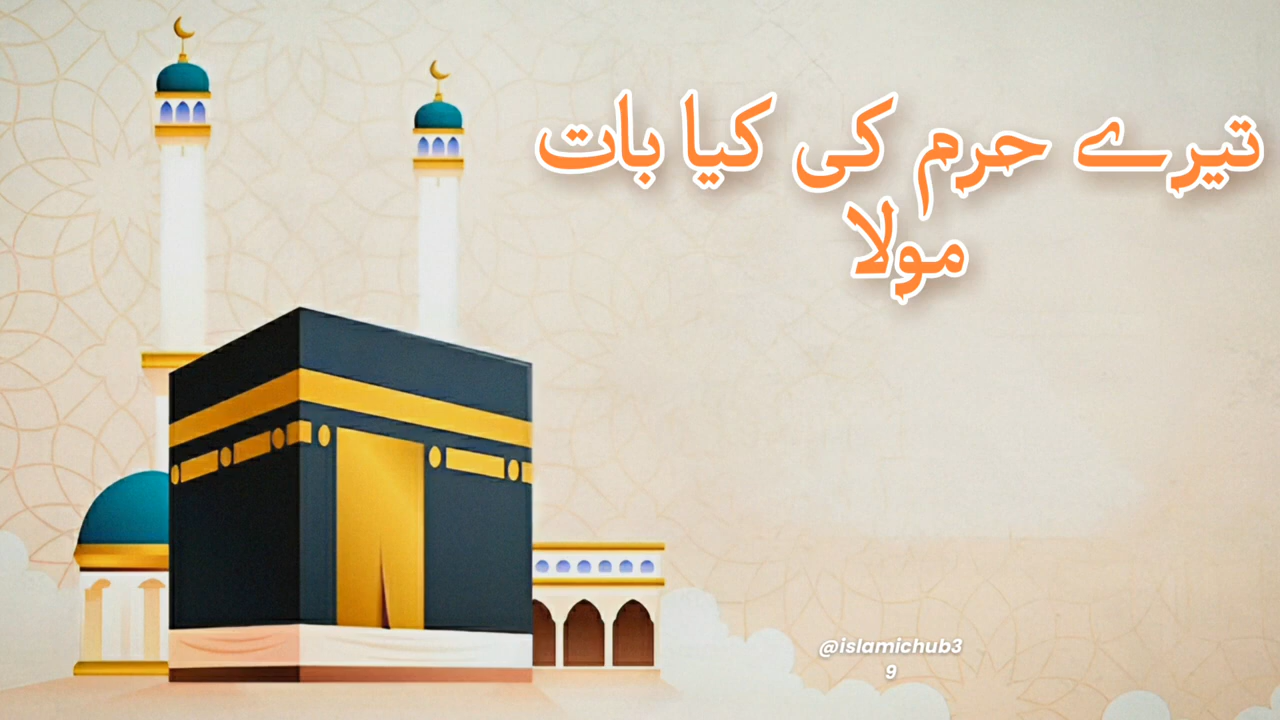 تیرے حرم کی کیا بات
مولا
@islamichub3
9